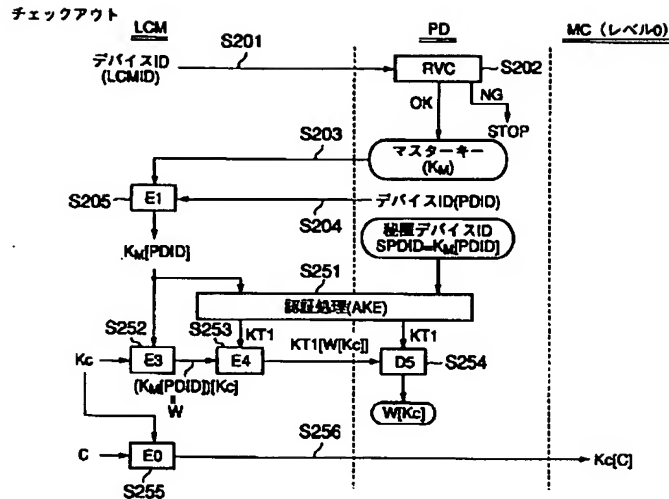 チェックアウト
LCM
PD
MC (レベル0)
S201
デバイスID
(LCMID)
RVC
S202
OK
NG
STOP
S203
マスターキー
(KM)
S205
E1
S204
デバイスID(PDID)
KM[PDID]
秘匿デバイスID
SPDID=KM[PDID]
S251
認証処理(AKE)
S252
S253
KT1
KT1
Kc
E3
E4
KT1[W[Kc]]
D5
S254
(KM[PDID])[Kc]
W
W[Kc]
S256
C
E0
Kc[C]
S255